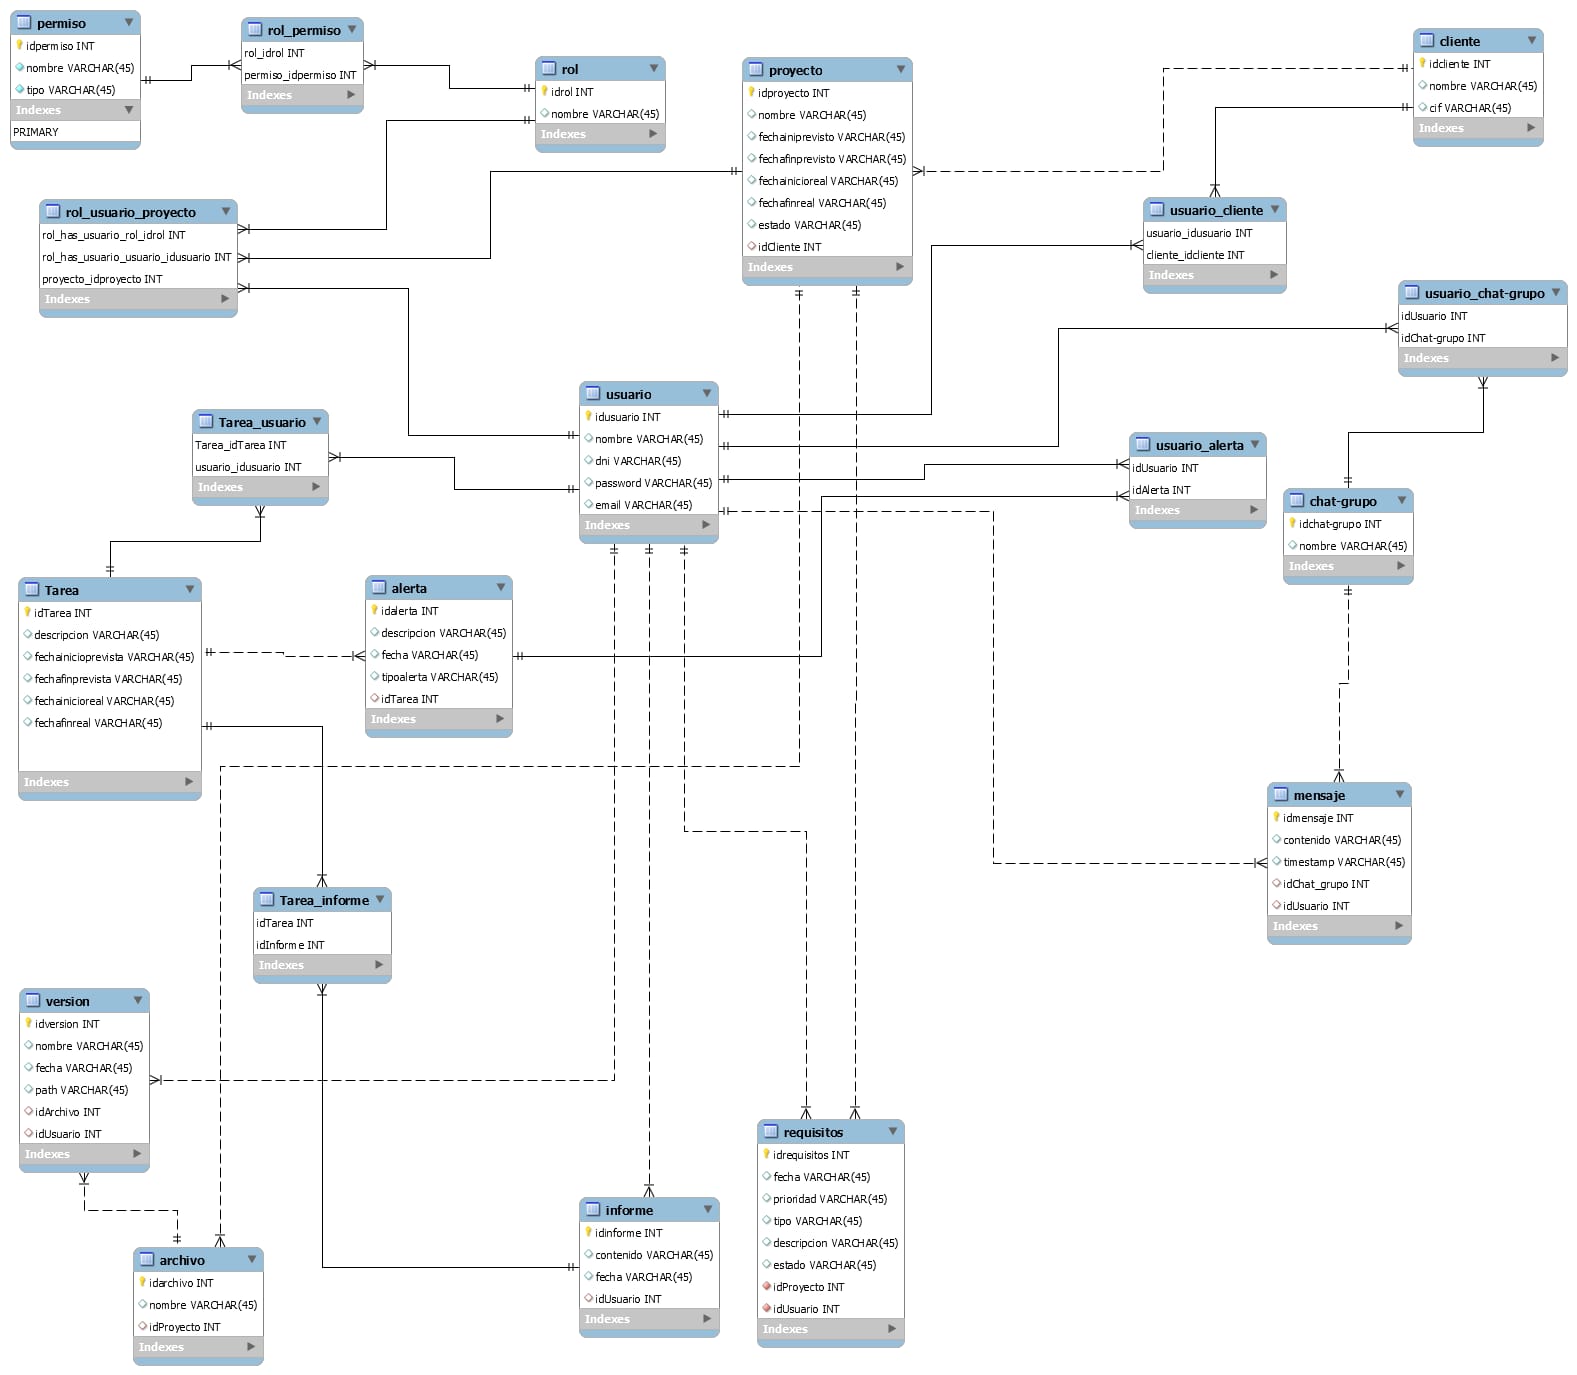 permiso
idpermiso INT
nombre VARCHAR(45)
tipo VARCHAR(45)
Indexes
PRIMARY
rol_permiso
rol_idrol INT
permiso_idpermiso INT
Indexes
rol
idrol INT
nombre VARCHAR(45)
Indexes
proyecto
idproyecto INT
nombre VARCHAR(45)
fechainiprevisto VARCHAR(45)
fechafinprevisto VARCHAR(45)
fechainicioreal VARCHAR(45)
fechafinreal VARCHAR(45)
estado VARCHAR(45)
idCliente INT
Indexes
cliente
idcliente INT
nombre VARCHAR(45)
cif VARCHAR(45)
Indexes
rol_usuario_proyecto
rol_has_usuario_rol_idrol INT
rol_has_usuario_usuario_idusuario INT
proyecto_idproyecto INT
Indexes
usuario_cliente
usuario_idusuario INT
cliente_idcliente INT
Indexes
usuario_chat-grupo
idUsuario INT
idChat-grupo INT
Indexes
usuario
idusuario INT
nombre VARCHAR(45)
dni VARCHAR(45)
password VARCHAR(45)
email VARCHAR(45)
Indexes
Tarea_usuario
Tarea_idTarea INT
usuario_idusuario INT
Indexes
usuario_alerta
idUsuario INT
idAlerta INT
Indexes
chat-grupo
idchat-grupo INT
nombre VARCHAR(45)
Indexes
Tarea
idTarea INT
descripcion VARCHAR(45)
fechainicioprevista VARCHAR(45)
fechafinprevista VARCHAR(45)
fechainicioreal VARCHAR(45)
fechafinreal VARCHAR(45)
Indexes
alerta
idalerta INT
descripcion VARCHAR(45)
fecha VARCHAR(45)
tipoalerta VARCHAR(45)
idTarea INT
Indexes
mensaje
idmensaje INT
contenido VARCHAR(45)
timestamp VARCHAR(45)
idChat_grupo INT
idUsuario INT
Indexes
Tarea_informe
idTarea INT
idInforme INT
Indexes
version
idversion INT
nombre VARCHAR(45)
fecha VARCHAR(45)
path VARCHAR(45)
idArchivo INT
idUsuario INT
Indexes
requisitos
idrequisitos INT
fecha VARCHAR(45)
prioridad VARCHAR(45)
tipo VARCHAR(45)
descripcion VARCHAR(45)
estado VARCHAR(45)
idProyecto INT
idUsuario INT
Indexes
informe
idinforme INT
contenido VARCHAR(45)
fecha VARCHAR(45)
idUsuario INT
Indexes
archivo
idarchivo INT
nombre VARCHAR(45)
idProyecto INT
Indexes